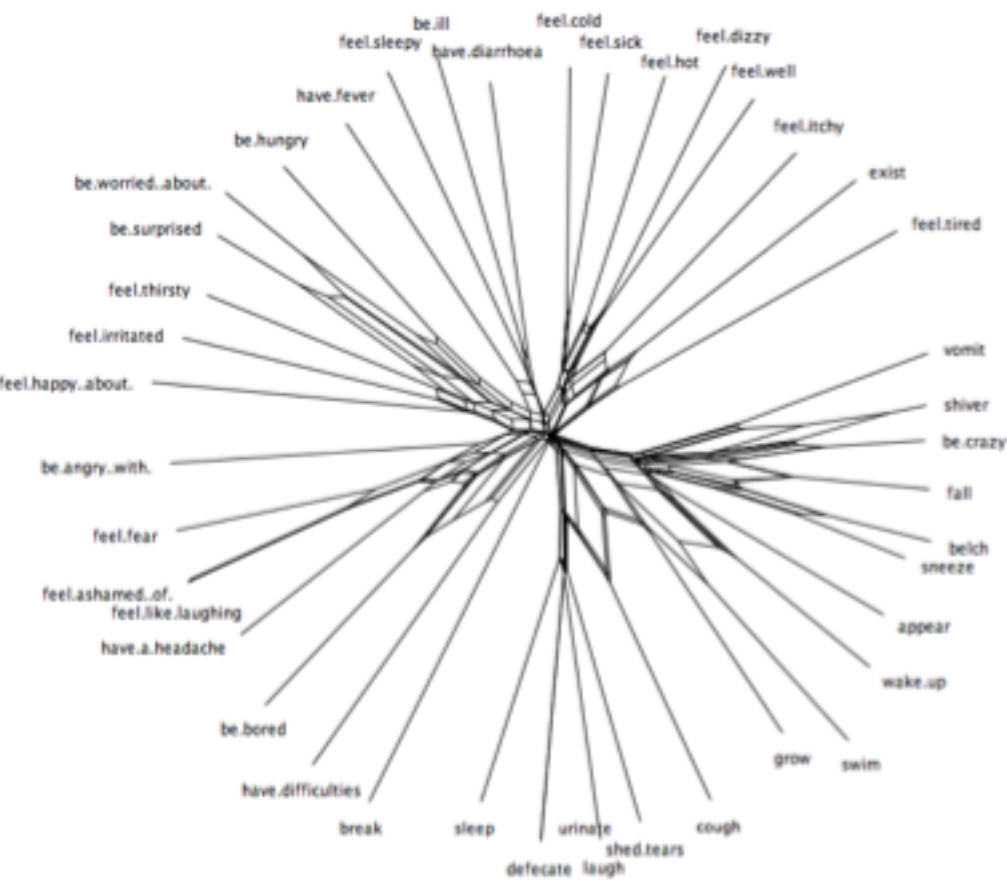 be.ill
feel.cold
feel.sleepy
have.diarrhoea
feel.sick
feel.dizzy
feel.hot
feel.well
have.fever
feel.itchy
be.hungry
exist
be.worried..about.
feel.tired
be.surprised
feel.thirsty
feel.irritated
vomit
feel.happy..about.
shiver
be.crazy
be.angry..with.
fall
feel.fear
belch
sneeze
feel.ashamed..of.
feel.like.laughing
appear
have.a.headache
wake.up
be.bored
grow
swim
have.difficulties
break
sleep
urinate
cough
shed.tears
defecate
laugh